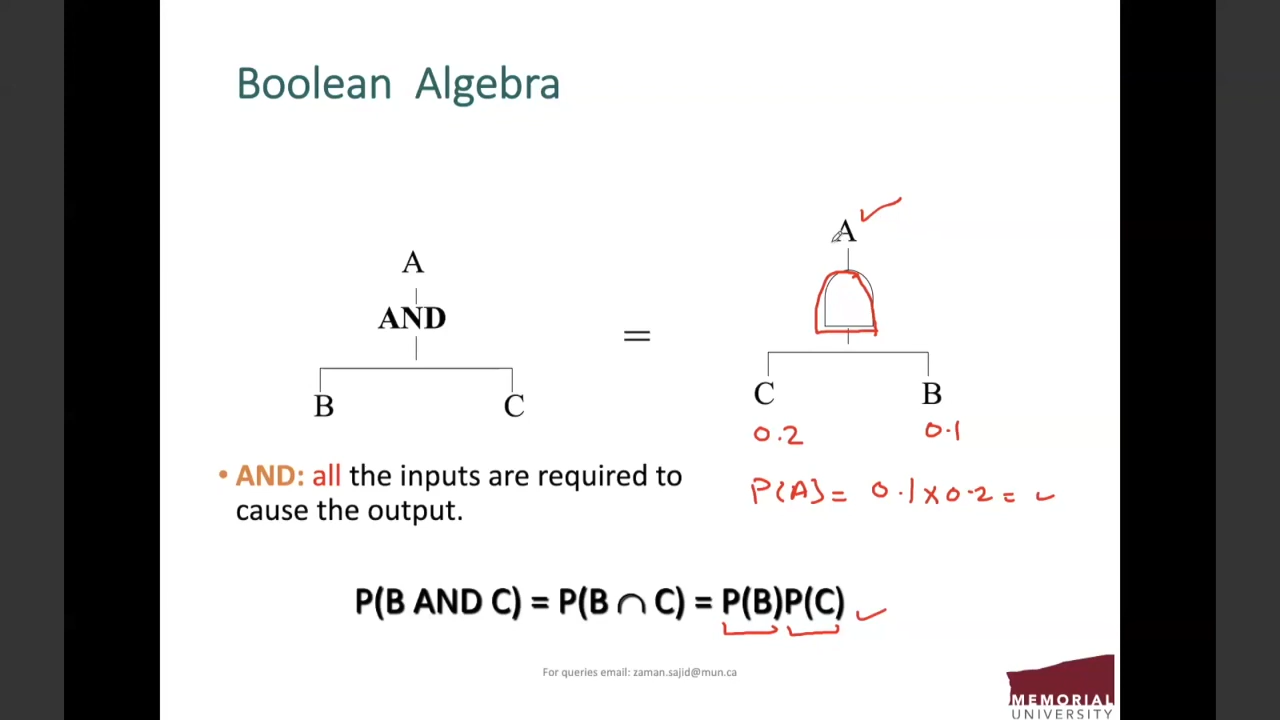 Boolean Algebra
A
AND
B C
=
A
C B
0.2 0.1
• AND: all the inputs are required to
cause the output.
P(A) = 0.1 x 0.2 =
P(B AND C) = P(B ∩ C) = P(B)P(C)
For queries email: zaman.sajid@mun.ca
MEMORIAL
UNIVERSITY